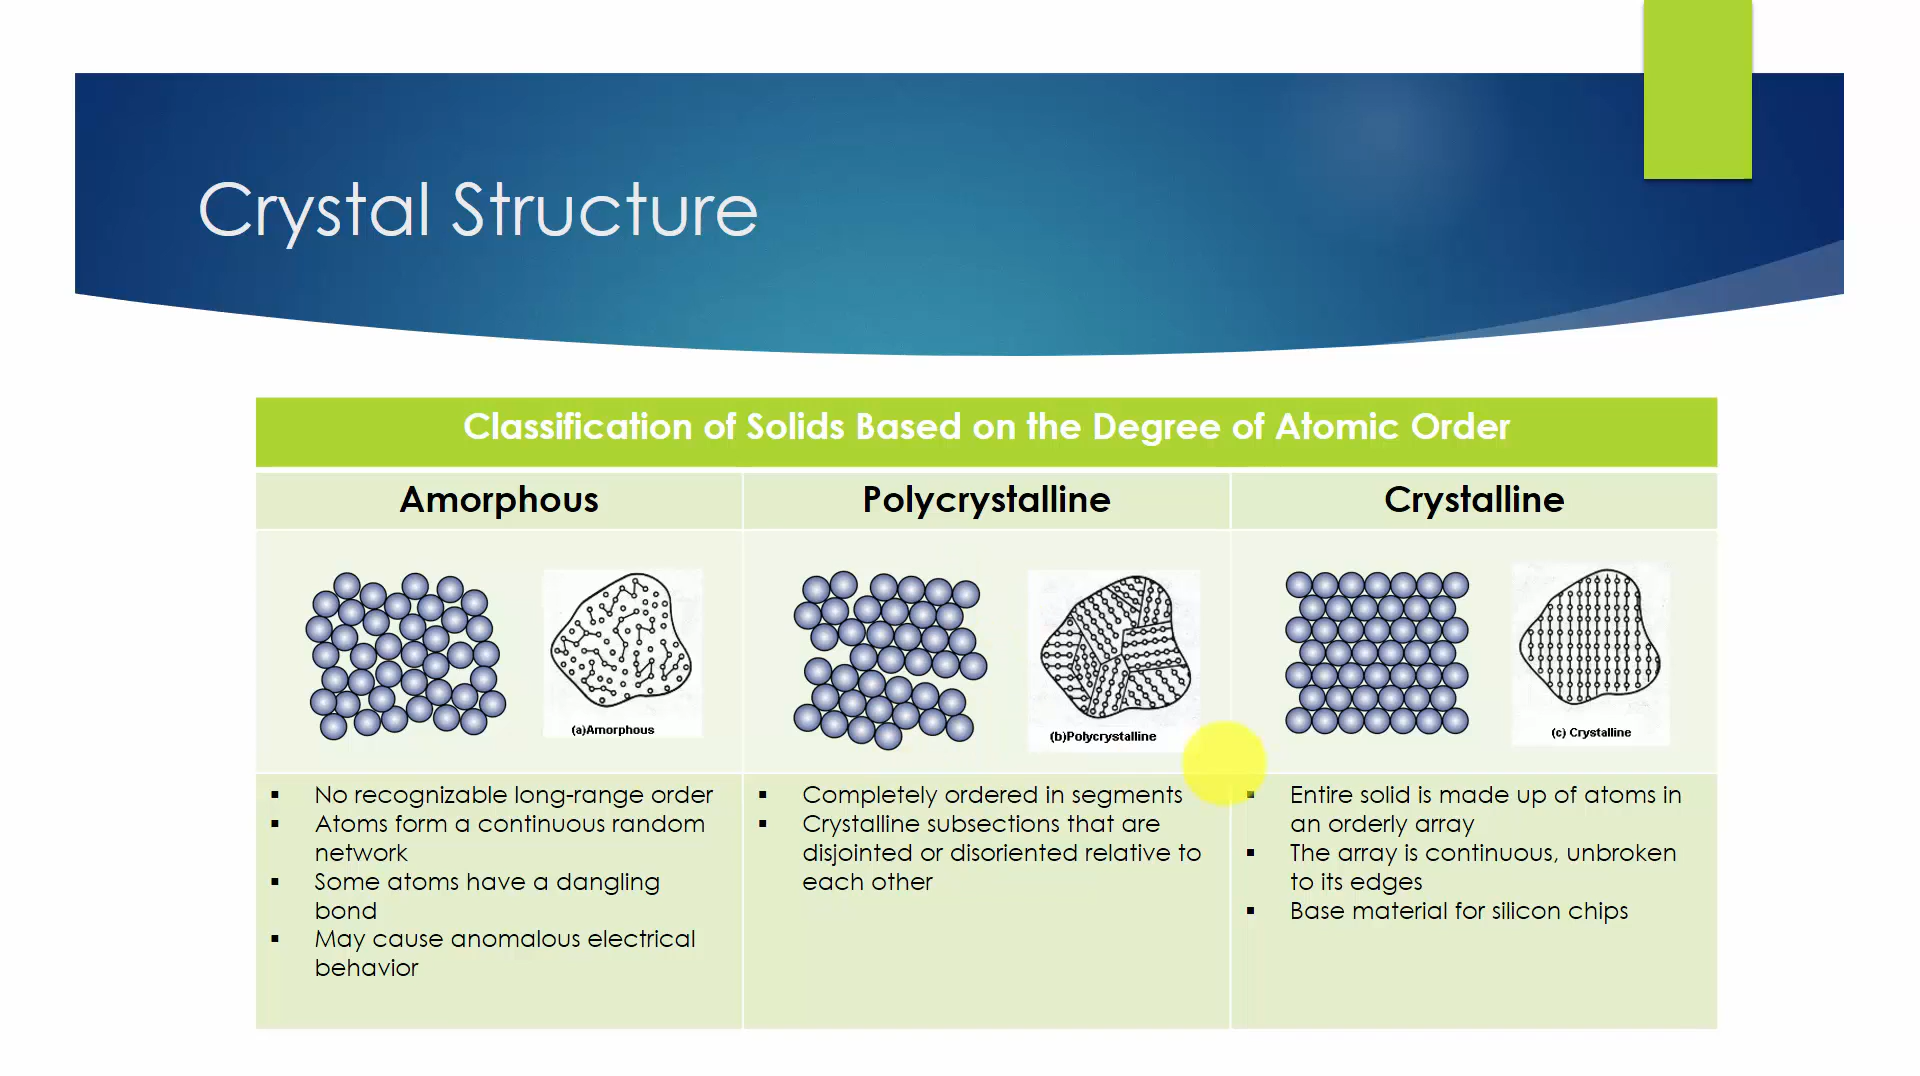 Crystal Structure
Classification of Solids Based on the Degree of Atomic Order
Amorphous
Polycrystalline
Crystalline
(a)Amorphous
(b)Polycrystalline
(c) Crystalline
▪ No recognizable long-range order
▪ Atoms form a continuous random
network
▪ Some atoms have a dangling
bond
▪ May cause anomalous electrical
behavior
▪ Completely ordered in segments
▪ Crystalline subsections that are
disjointed or disoriented relative to
each other
▪ Entire solid is made up of atoms in
an orderly array
▪ The array is continuous, unbroken
to its edges
▪ Base material for silicon chips